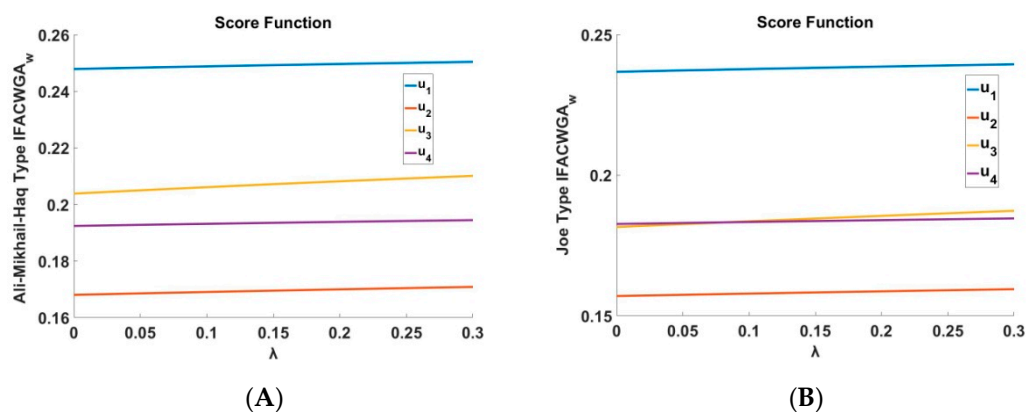 Score Function
Ali-Mikhail-Haq Type IFACWGA_w
0.26
0.24
0.22
0.2
0.18
0.16
0 0.05 0.1 0.15 0.2 0.25 0.3
λ
u_1
u_2
u_3
u_4
(A)
Score Function
Joe Type IFACWGA_w
0.25
0.2
0.15
0 0.05 0.1 0.15 0.2 0.25 0.3
λ
u_1
u_2
u_3
u_4
(B)